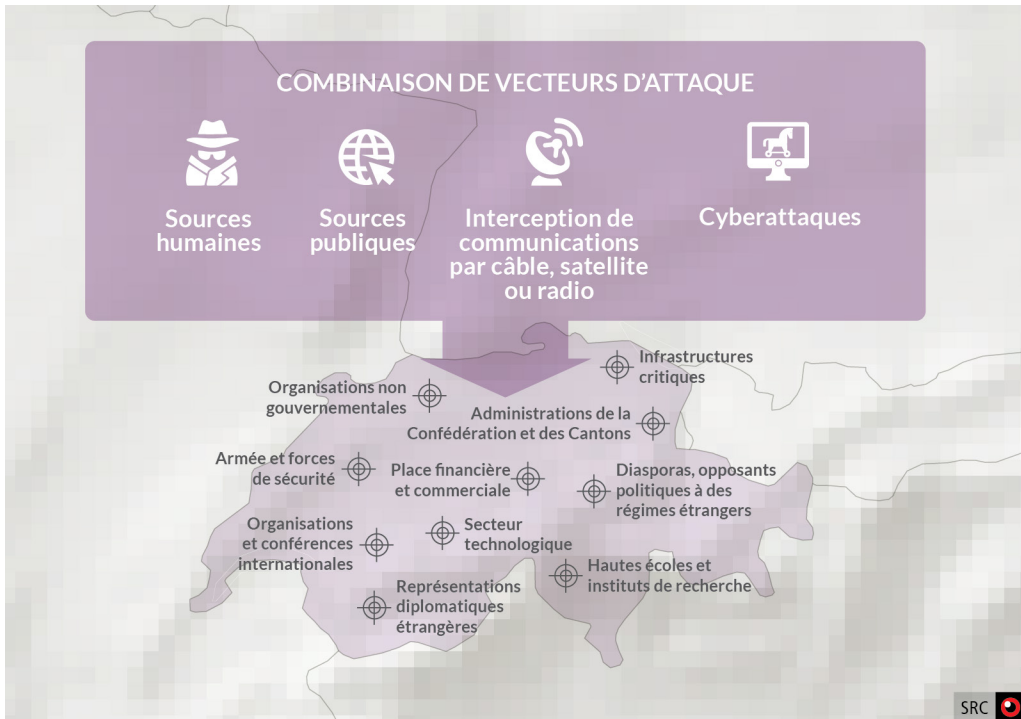 COMBINAISON DE VECTEURS D'ATTAQUE
Sources
humaines
Sources
publiques
Interception de
communications
par câble, satellite
ou radio
Cyberattaques
Infrastructures
critiques
Organisations non
gouvernementales
Administrations de la
Confédération et des Cantons
Armée et forces
de sécurité
Place financière
et commerciale
Diasporas, opposants
politiques à des
régimes étrangers
Organisations
et conférences
internationales
Secteur
technologique
Hautes écoles et
instituts de recherche
Représentations
diplomatiques
étrangères
SRC